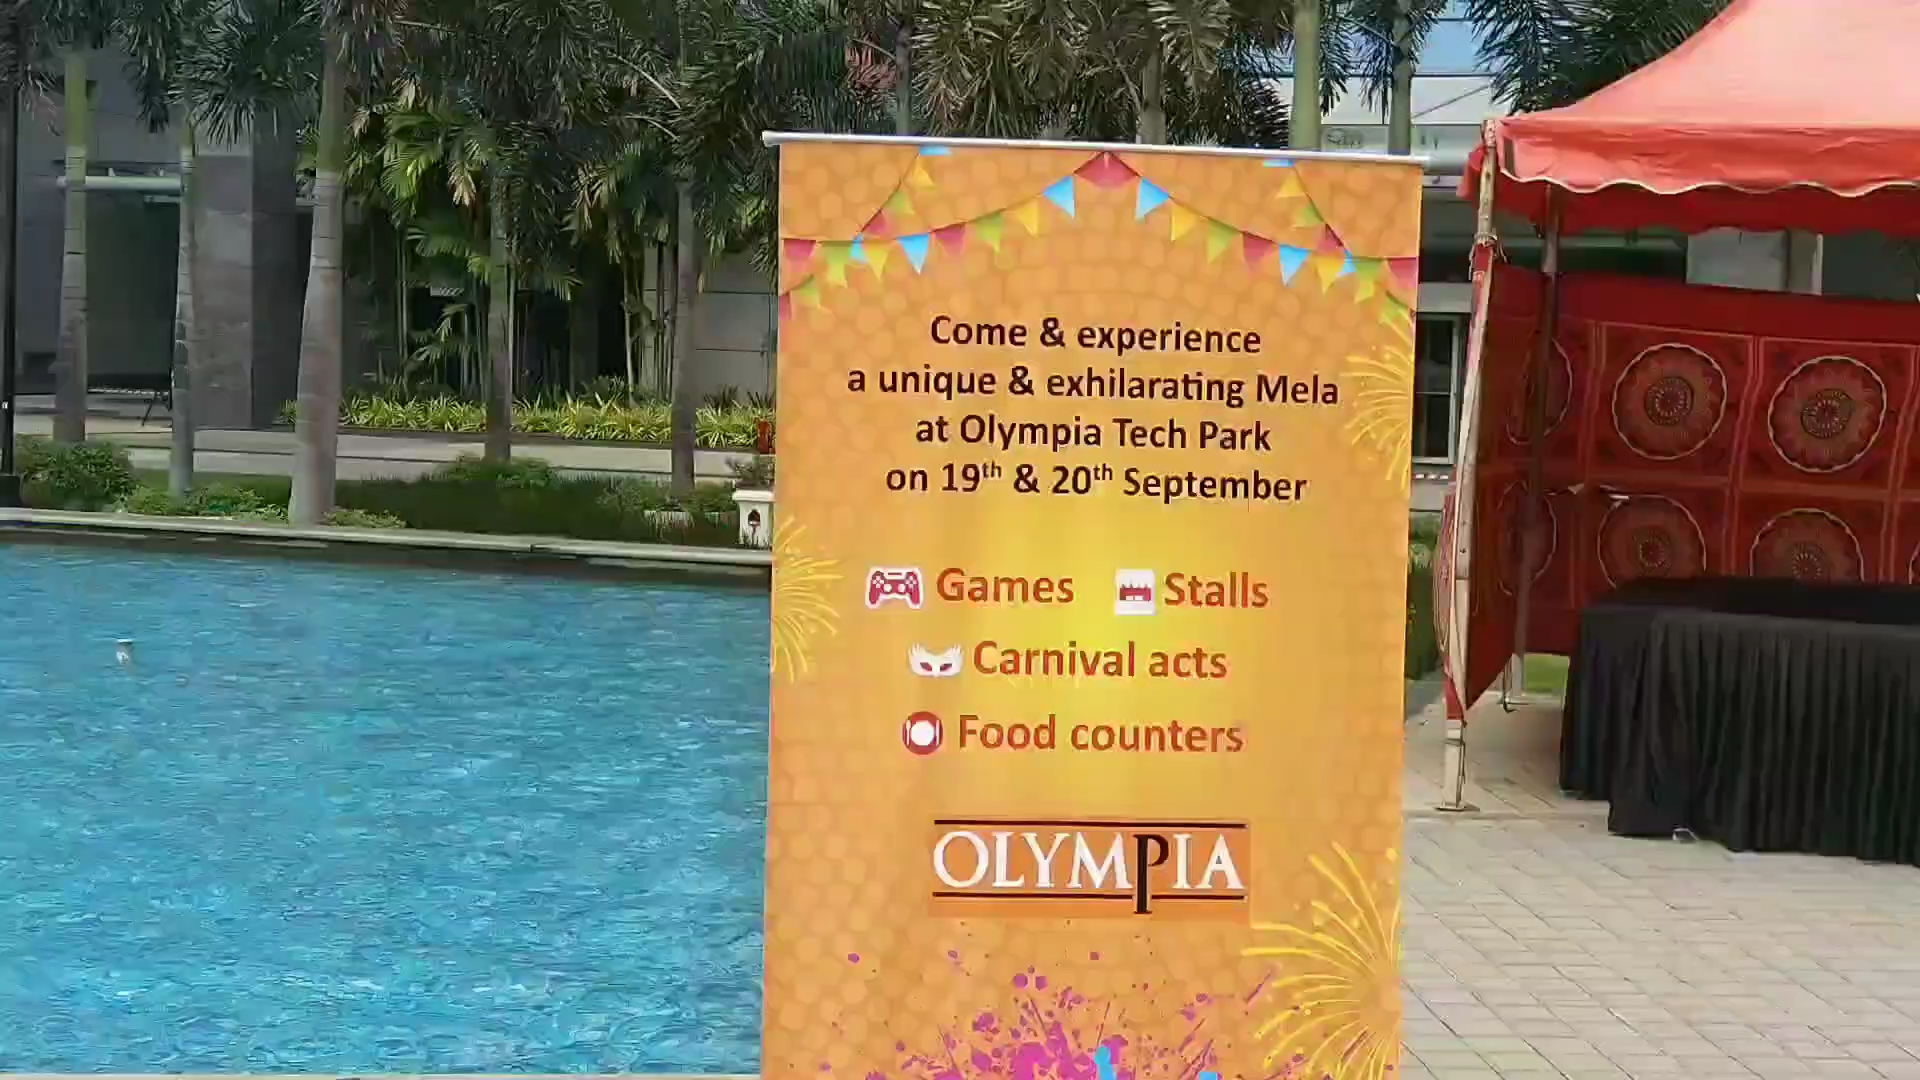 Come & experience
a unique & exhilarating Mela
at Olympia Tech Park
on 19th & 20th September
Games Stalls
Carnival acts
Food counters
OLYMPIA